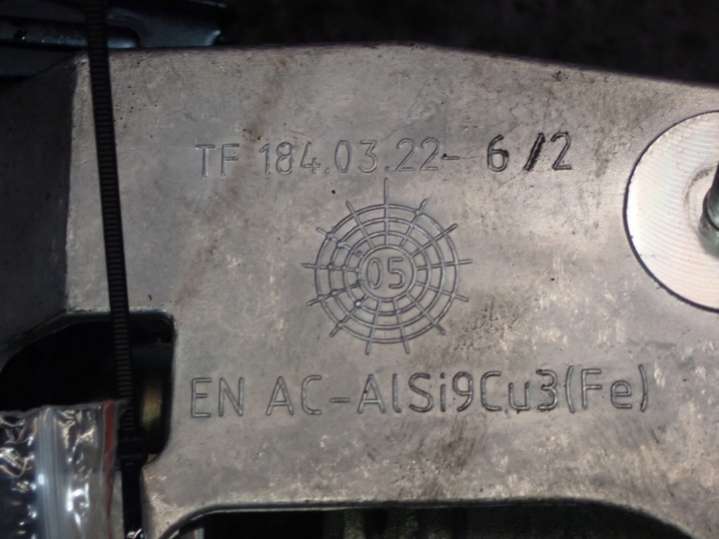 TF 184.03.22- 6/2
05
EN AC-AlSi9Cu3(Fe)